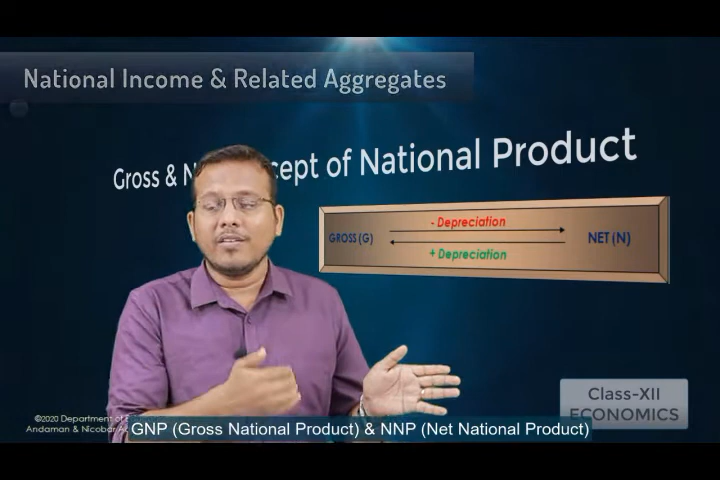 National Income & Related Aggregates
Gross & N cept of National Product
- Depreciation
GROSS (G)
NET (N)
+ Depreciation
Class-XII
ECONOMICS
©2020 Department of
Andaman & Nicobar
GNP (Gross National Product) & NNP (Net National Product)